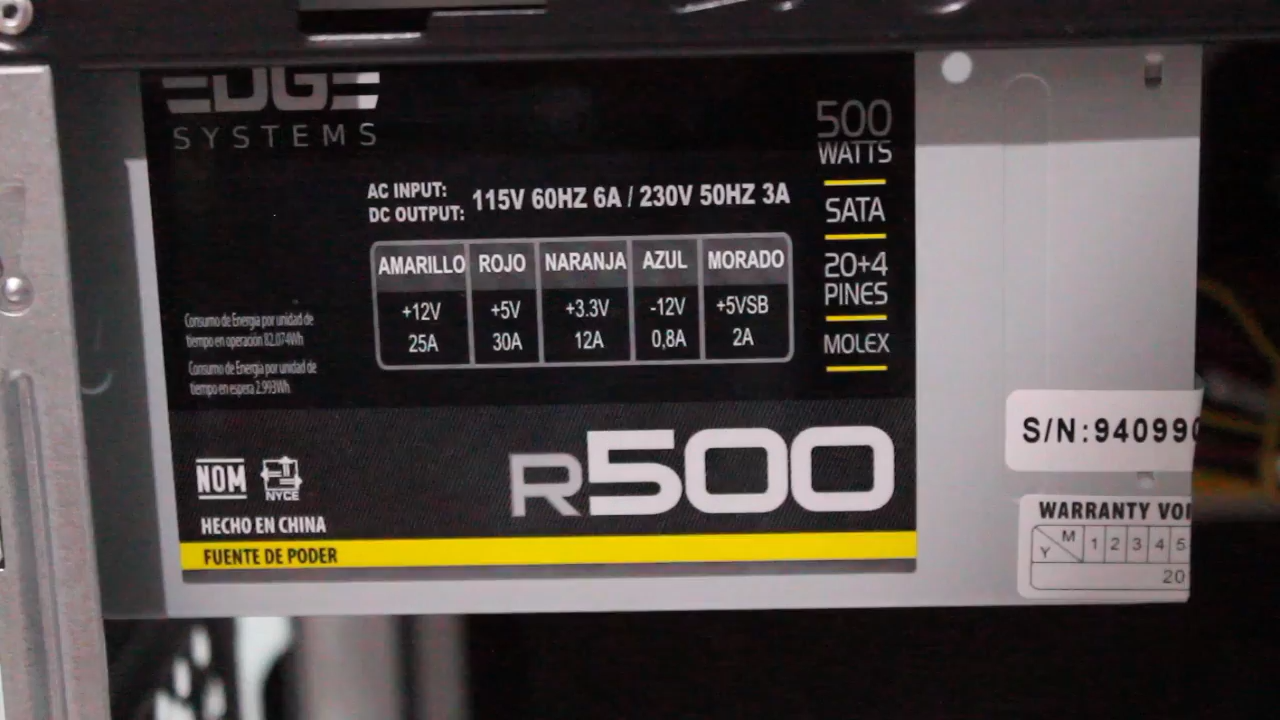 EDGE
SYSTEMS
500
WATTS
SATA
20+4
PINES
MOLEX
AC INPUT:
DC OUTPUT:
115V 60HZ 6A / 230V 50HZ 3A
AMARILLO ROJO NARANJA AZUL MORADO
+12V +5V +3.3V -12V +5VSB
25A 30A 12A 0,8A 2A
Consumo de Energia por unidad de
tiempo en operación 82.074Wh
Consumo de Energia por unidad de
tiempo en espera 2.993Wh
NOM
NYCE
R500
HECHO EN CHINA
FUENTE DE PODER
S/N:940990
WARRANTY VOI
Y M 1 2 3 4 5
20